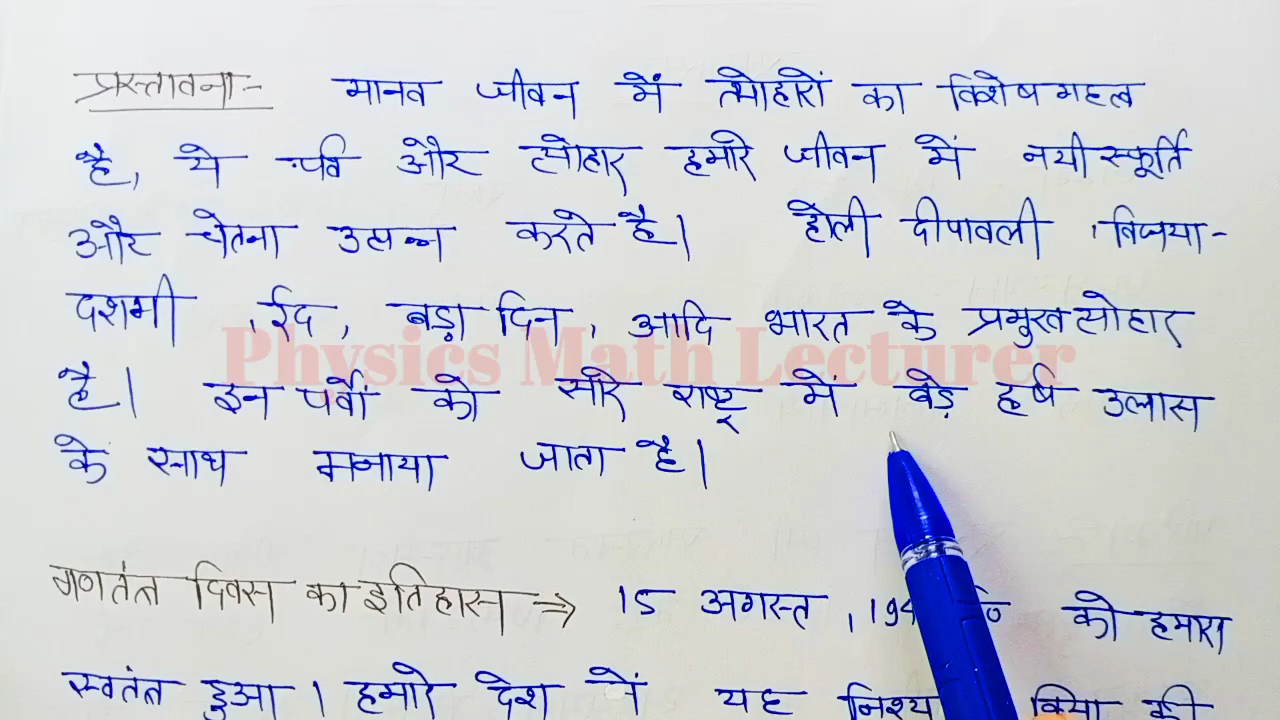 प्रस्तावना- मानव जीवन में त्योहारों का विशेष महत्व
है, ये पर्व और त्योहार हमारे जीवन में नयी स्फूर्ति
और चेतना उत्पन्न करते है। होली दीपावली , विजया-
दशमी , ईद, बड़ा दिन, आदि भारत के प्रमुख त्योहार
Physics Math Lecturer
है। इन पर्वों को सारे राष्ट्र में बड़े हर्ष उलास
के साथ मनाया जाता है।
गणतंत्र दिवस का इतिहास ⇒ 15 अगस्त , को हमारा
स्वतंत्र हुआ । हमारे देश में यह किया की